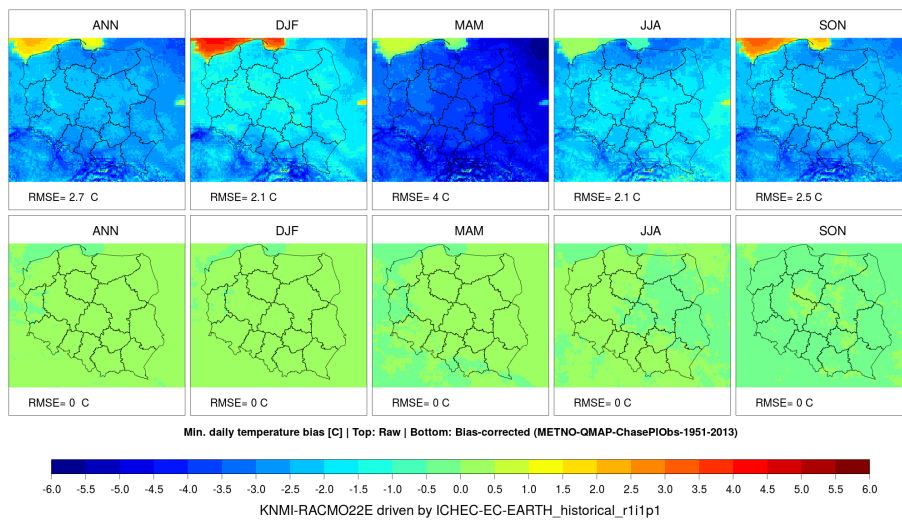 ANN DJF MAM JJA SON
RMSE= 2.7  C RMSE= 2.1 C RMSE= 4 C RMSE= 2.1 C RMSE= 2.5 C
ANN DJF MAM JJA SON
RMSE= 0  C RMSE= 0 C RMSE= 0 C RMSE= 0 C RMSE= 0 C
Min. daily temperature bias [C] | Top: Raw | Bottom: Bias-corrected (METNO-QMAP-ChasePlObs-1951-2013)
-6.0 -5.5 -5.0 -4.5 -4.0 -3.5 -3.0 -2.5 -2.0 -1.5 -1.0 -0.5 0.0 0.5 1.0 1.5 2.0 2.5 3.0 3.5 4.0 4.5 5.0 5.5 6.0
KNMI-RACMO22E driven by ICHEC-EC-EARTH_historical_r1i1p1